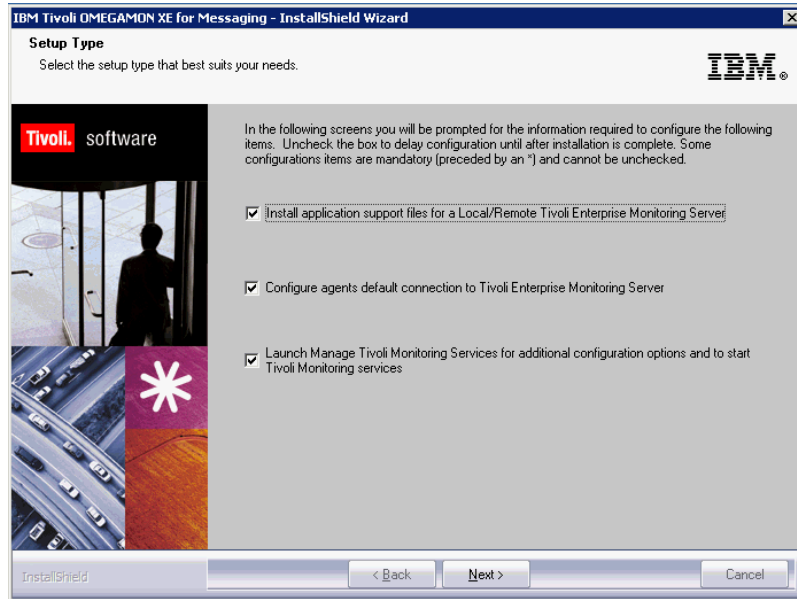 IBM Tivoli OMEGAMON XE for Messaging - InstallShield Wizard
Setup Type
Select the setup type that best suits your needs.
IBM®
Tivoli. software
In the following screens you will be prompted for the information required to configure the following
items. Uncheck the box to delay configuration until after installation is complete. Some
configurations items are mandatory (preceded by an *) and cannot be unchecked.
Install application support files for a Local/Remote Tivoli Enterprise Monitoring Server
Configure agents default connection to Tivoli Enterprise Monitoring Server
Launch Manage Tivoli Monitoring Services for additional configuration options and to start
Tivoli Monitoring services
InstallShield
< Back
Next >
Cancel